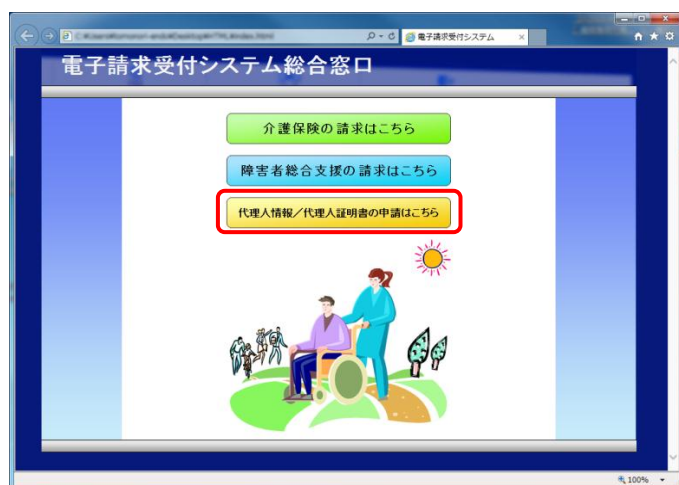 電子請求受付システム
電子請求受付システム総合窓口
介護保険の請求はこちら
障害者総合支援の請求はこちら
代理人情報／代理人証明書の申請はこちら
100%